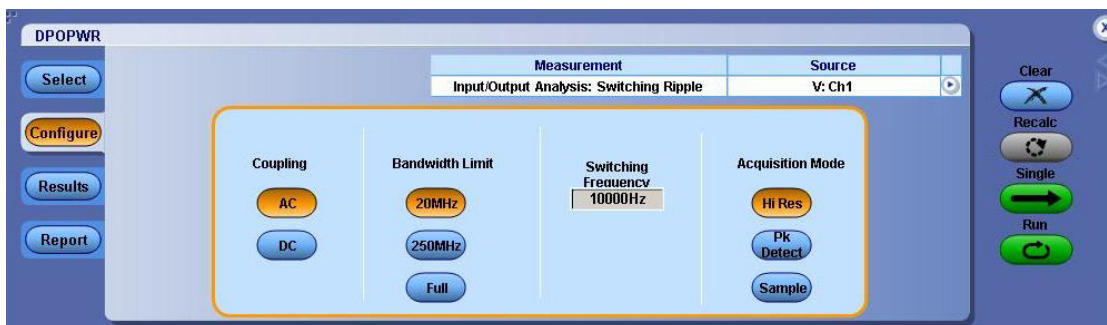 DPOPWR
Select
Configure
Results
Report
Measurement Source
Input/Output Analysis: Switching Ripple V: Ch1
Coupling
AC
DC
Bandwidth Limit
20MHz
250MHz
Full
Switching
Frequency
10000Hz
Acquisition Mode
Hi Res
Pk
Detect
Sample
Clear
Recalc
Single
Run